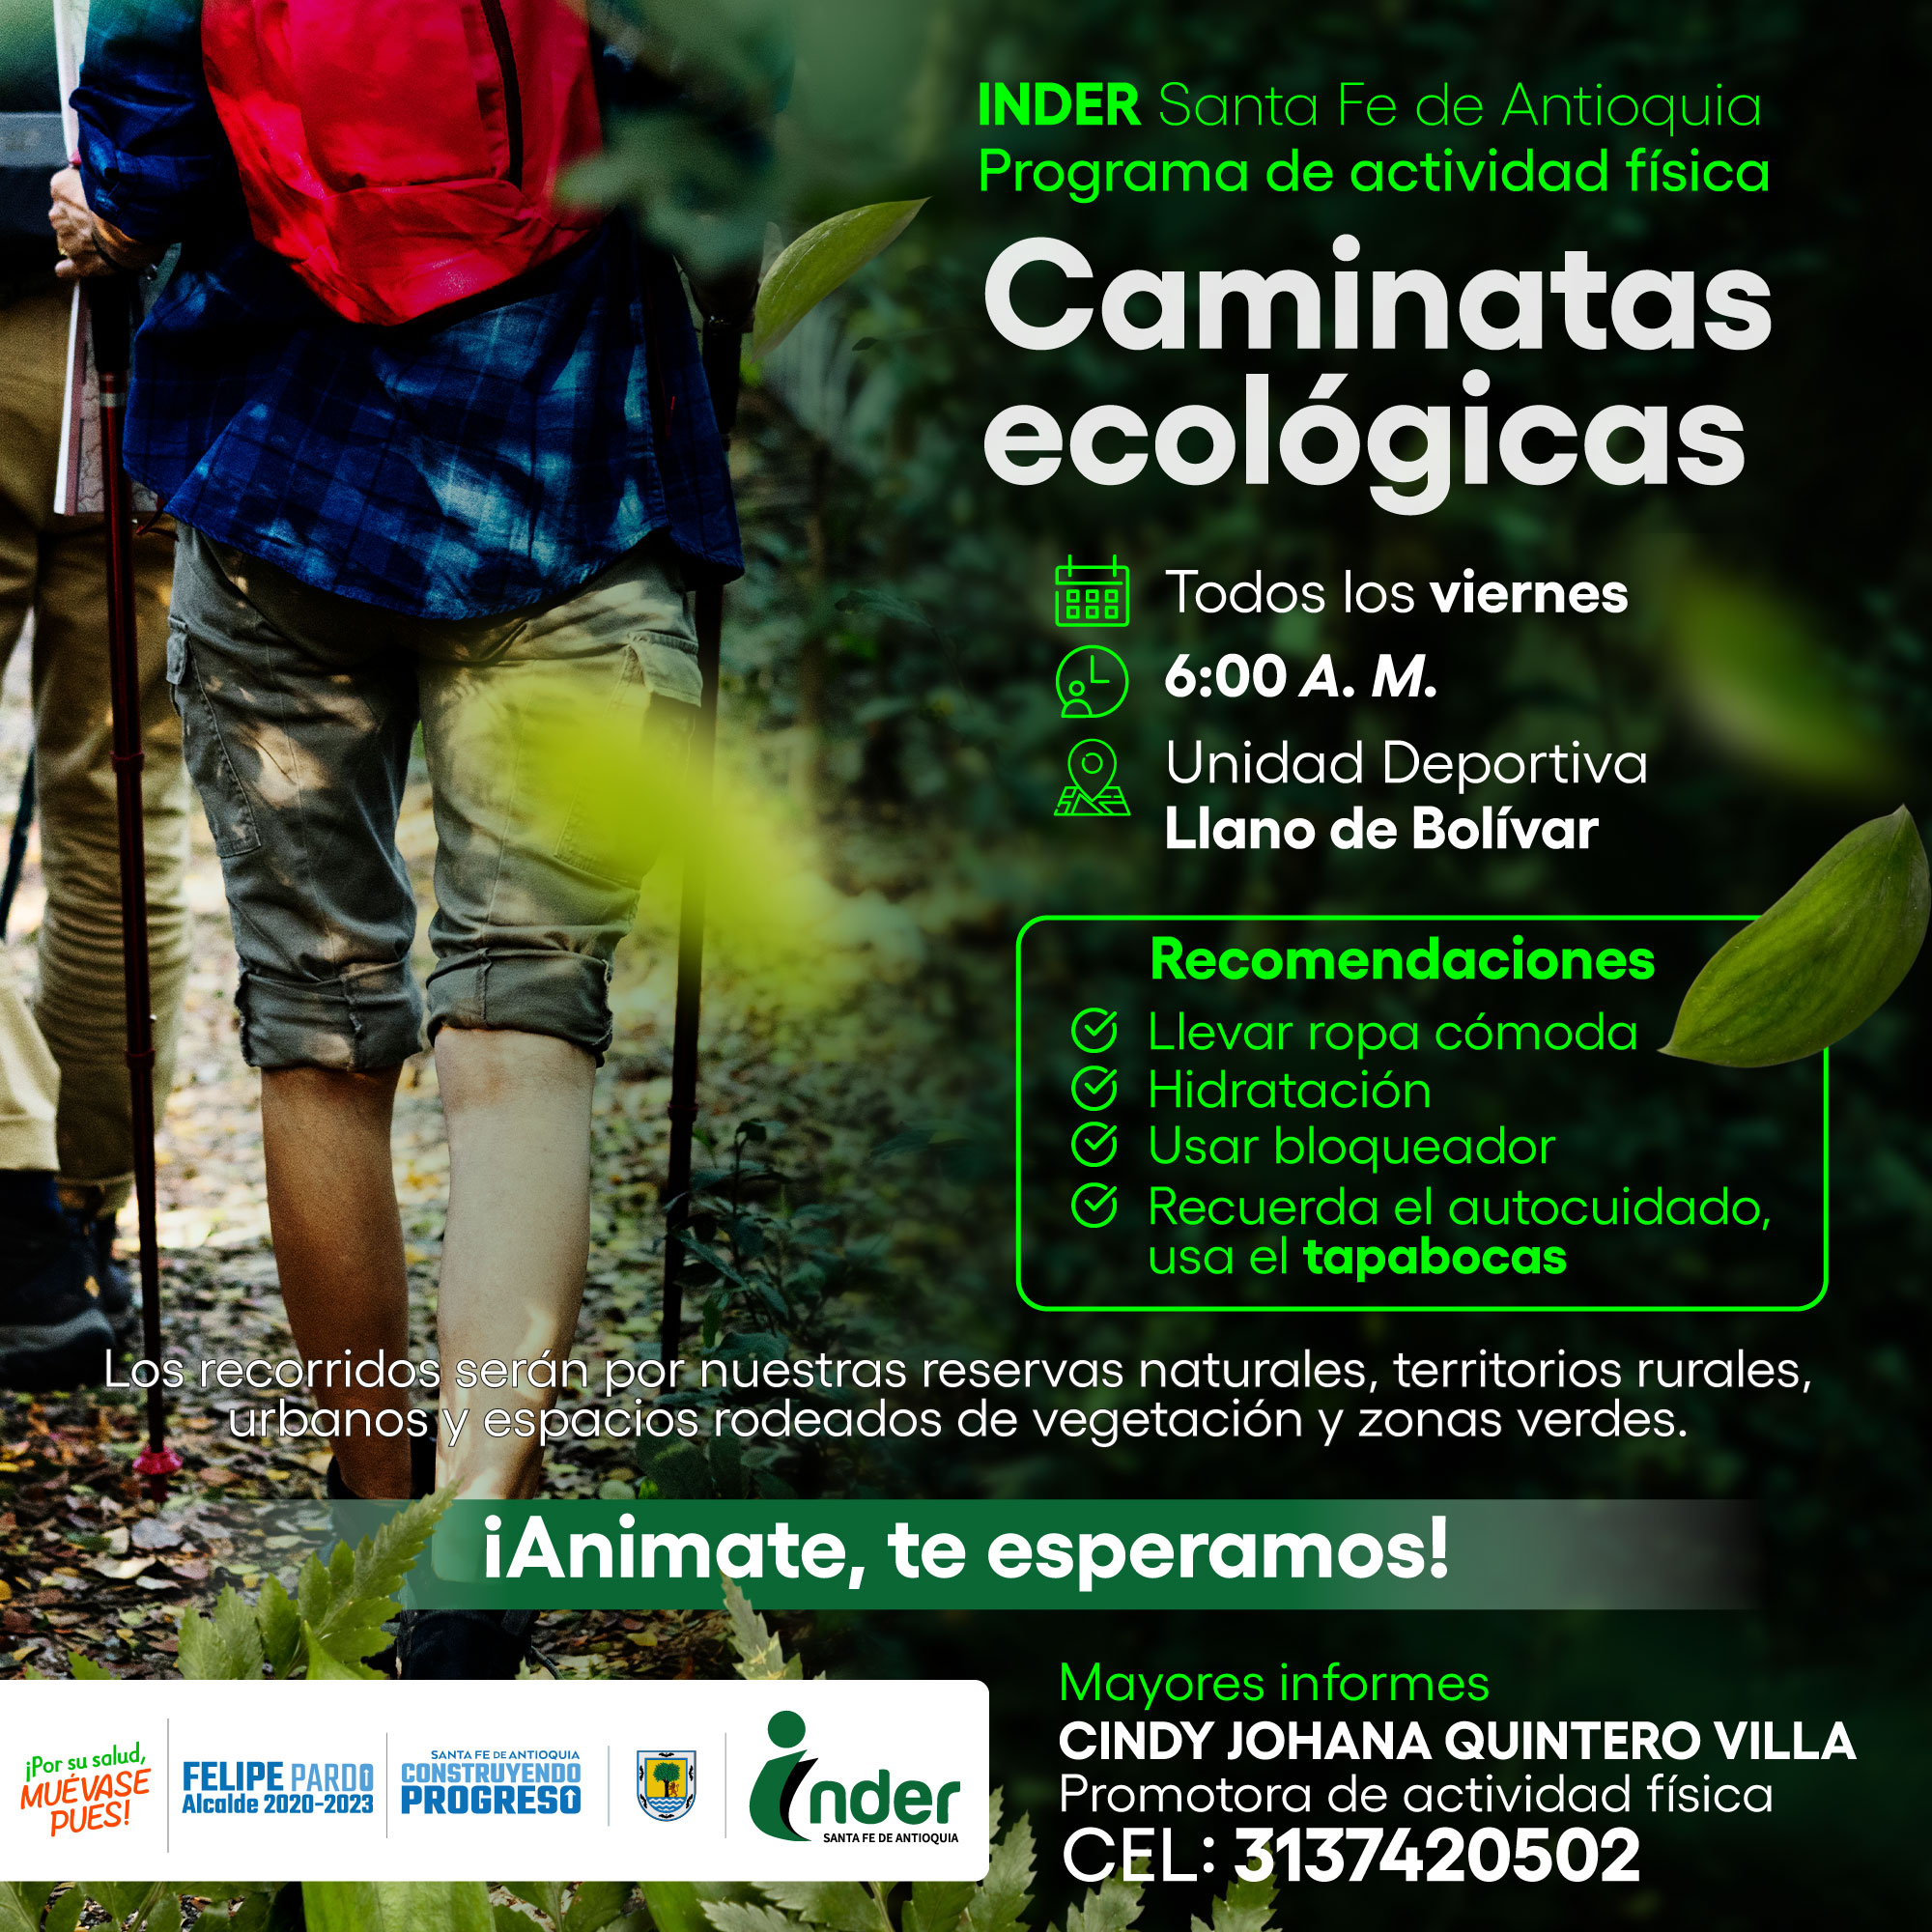 INDER Santa Fe de Antioquia
Programa de actividad física
Caminatas
ecológicas
Todos los viernes
6:00 A. M.
Unidad Deportiva
Llano de Bolívar
Recomendaciones
Llevar ropa cómoda
Hidratación
Usar bloqueador
Recuerda el autocuidado,
usa el tapabocas
Los recorridos serán por nuestras reservas naturales, territorios rurales,
urbanos y espacios rodeados de vegetación y zonas verdes.
¡Animate, te esperamos!
Mayores informes
CINDY JOHANA QUINTERO VILLA
Promotora de actividad física
CEL: 3137420502
¡Por su salud,
MUÉVASE
PUES!
FELIPE PARDO
Alcalde 2020-2023
SANTA FE DE ANTIOQUIA
CONSTRUYENDO
PROGRESO
inder
SANTA FE DE ANTIOQUIA